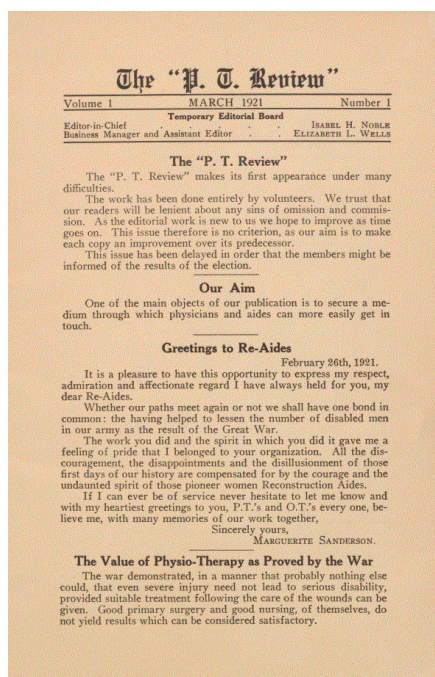 The "P. T. Review"
Volume 1 MARCH 1921 Number 1
Temporary Editorial Board
Editor-in-Chief . . . . . ISABEL H. NOBLE
Business Manager and Assistant Editor . . ELIZABETH L. WELLS
The "P. T. Review"
The "P. T. Review" makes its first appearance under many
difficulties.
The work has been done entirely by volunteers. We trust that
our readers will be lenient about any sins of omission and commis-
sion. As the editorial work is new to us we hope to improve as time
goes on. This issue therefore is no criterion, as our aim is to make
each copy an improvement over its predecessor.
This issue has been delayed in order that the members might be
informed of the results of the election.
Our Aim
One of the main objects of our publication is to secure a me-
dium through which physicians and aides can more easily get in
touch.
Greetings to Re-Aides
February 26th, 1921.
It is a pleasure to have this opportunity to express my respect,
admiration and affectionate regard I have always held for you, my
dear Re-Aides.
Whether our paths meet again or not we shall have one bond in
common: the having helped to lessen the number of disabled men
in our army as the result of the Great War.
The work you did and the spirit in which you did it gave me a
feeling of pride that I belonged to your organization. All the dis-
couragement, the disappointments and the disillusionment of those
first days of our history are compensated for by the courage and the
undaunted spirit of those pioneer women Reconstruction Aides.
If I can ever be of service never hesitate to let me know and
with my heartiest greetings to you, P.T.'s and O.T.'s every one, be-
lieve me, with many memories of our work together,
Sincerely yours,
MARGUERITE SANDERSON.
The Value of Physio-Therapy as Proved by the War
The war demonstrated, in a manner that probably nothing else
could, that even severe injury need not lead to serious disability,
provided suitable treatment following the care of the wounds can be
given. Good primary surgery and good nursing, of themselves, do
not yield results which can be considered satisfactory.